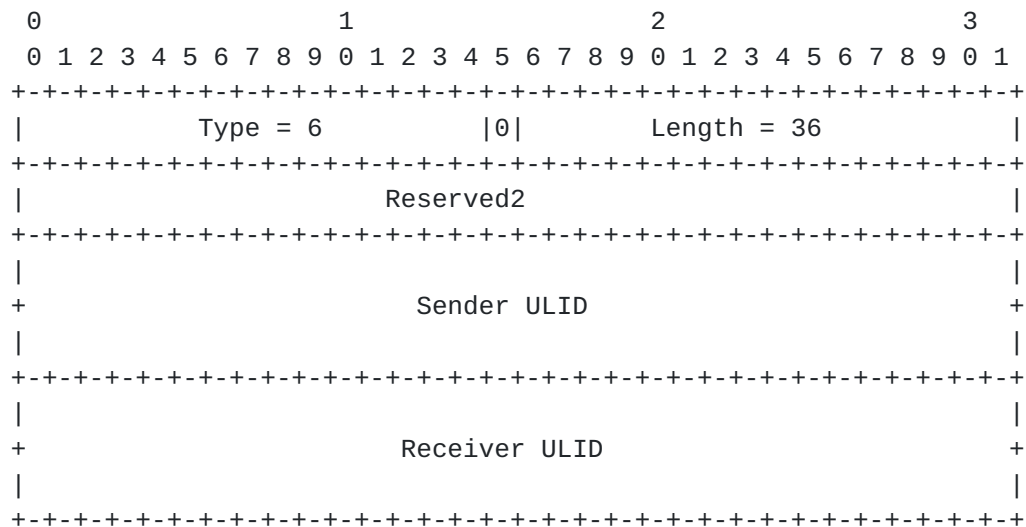 0                   1                   2                   3
 0 1 2 3 4 5 6 7 8 9 0 1 2 3 4 5 6 7 8 9 0 1 2 3 4 5 6 7 8 9 0 1
+-+-+-+-+-+-+-+-+-+-+-+-+-+-+-+-+-+-+-+-+-+-+-+-+-+-+-+-+-+-+-+-+
|           Type = 6          |0|        Length = 36            |
+-+-+-+-+-+-+-+-+-+-+-+-+-+-+-+-+-+-+-+-+-+-+-+-+-+-+-+-+-+-+-+-+
|                       Reserved2                               |
+-+-+-+-+-+-+-+-+-+-+-+-+-+-+-+-+-+-+-+-+-+-+-+-+-+-+-+-+-+-+-+-+
|                                                               |
+                         Sender ULID                           +
|                                                               |
+-+-+-+-+-+-+-+-+-+-+-+-+-+-+-+-+-+-+-+-+-+-+-+-+-+-+-+-+-+-+-+-+
|                                                               |
+                        Receiver ULID                          +
|                                                               |
+-+-+-+-+-+-+-+-+-+-+-+-+-+-+-+-+-+-+-+-+-+-+-+-+-+-+-+-+-+-+-+-+